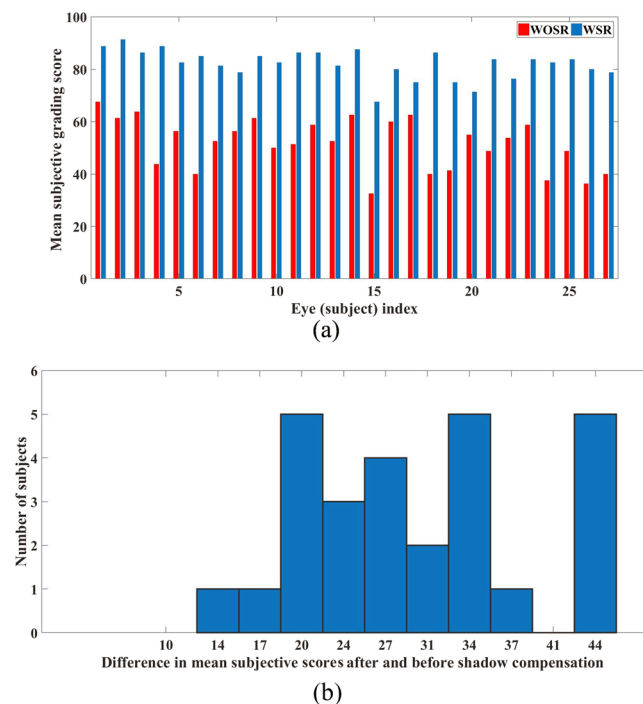 100
WOSR WSR
80
60
40
20
0
Mean subjective grading score
5 10 15 20 25
Eye (subject) index
(a)
6
5
4
3
2
1
0
Number of subjects
10 14 17 20 24 27 31 34 37 41 44
Difference in mean subjective scores after and before shadow compensation
(b)